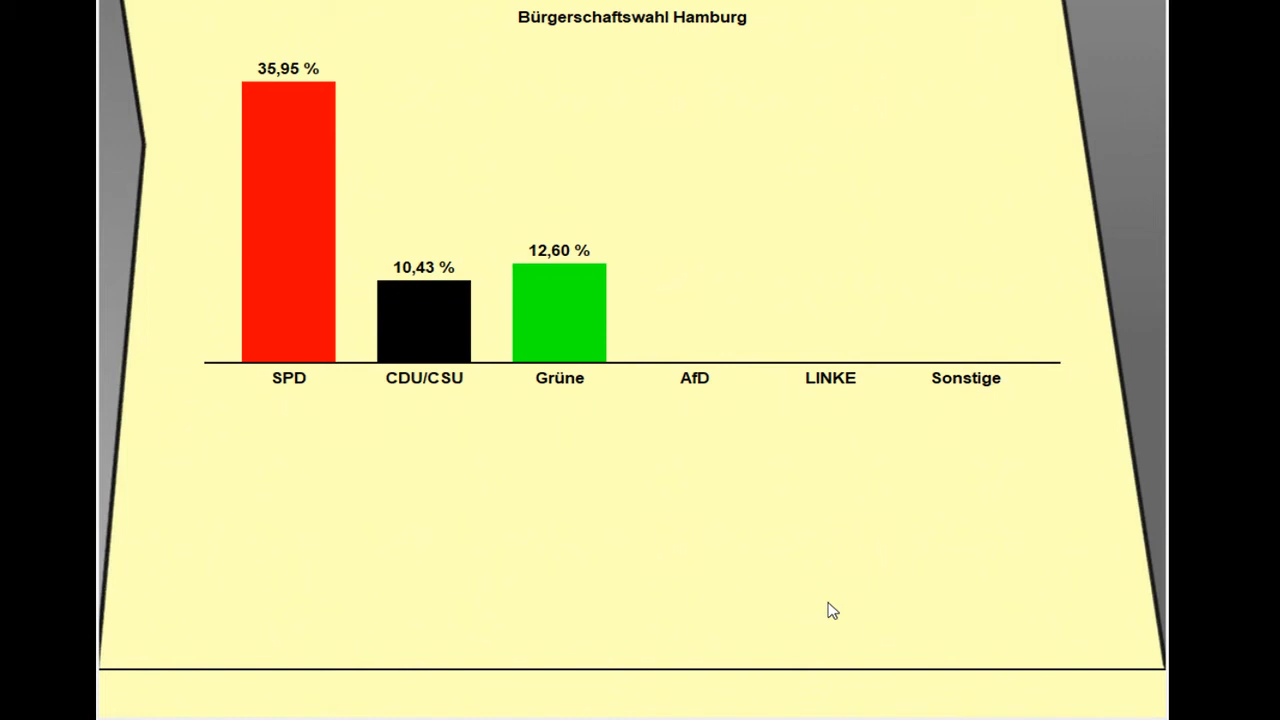 Bürgerschaftswahl Hamburg
35,95 %
10,43 %
12,60 %
SPD CDU/CSU Grüne AfD LINKE Sonstige